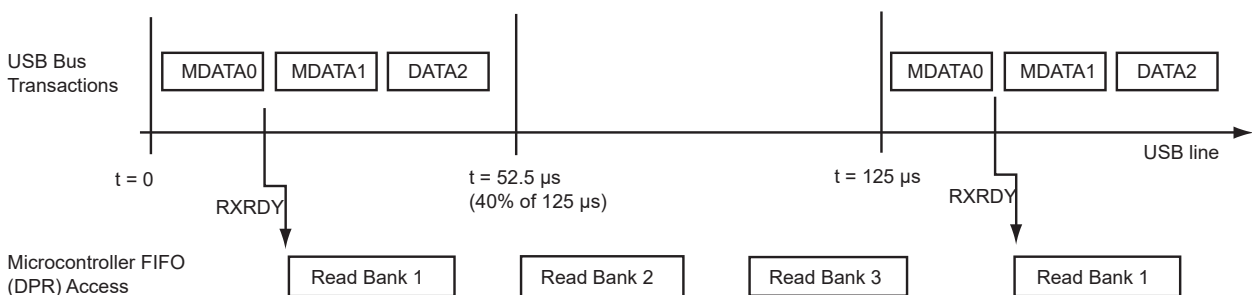 USB Bus
Transactions
MDATA0 MDATA1 DATA2 MDATA0 MDATA1 DATA2
USB line
t = 0
t = 52.5 µs
(40% of 125 µs)
t = 125 µs
RXRDY
RXRDY
Microcontroller FIFO
(DPR) Access
Read Bank 1 Read Bank 2 Read Bank 3 Read Bank 1